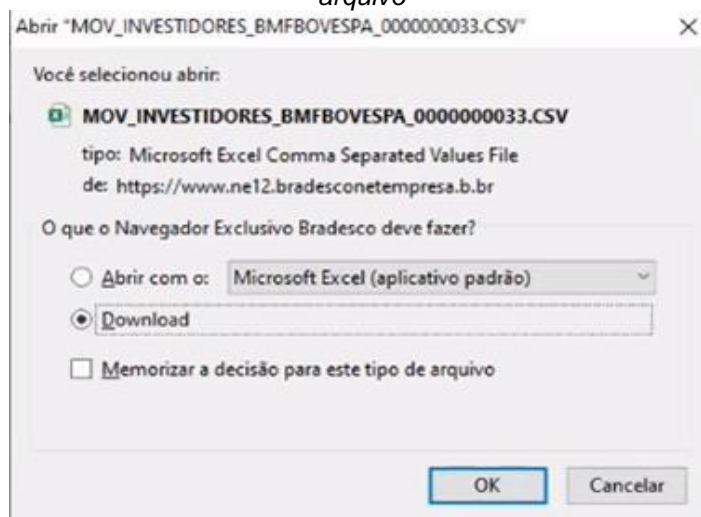 arquivo
Abrir "MOV_INVESTIDORES_BMFBOVESPA_0000000033.CSV"
Você selecionou abrir:
MOV_INVESTIDORES_BMFBOVESPA_0000000033.CSV
tipo: Microsoft Excel Comma Separated Values File
de: https://www.ne12.bradesconetempresa.b.br
O que o Navegador Exclusivo Bradesco deve fazer?
Abrir com o: Microsoft Excel (aplicativo padrão)
Download
Memorizar a decisão para este tipo de arquivo
OK Cancelar